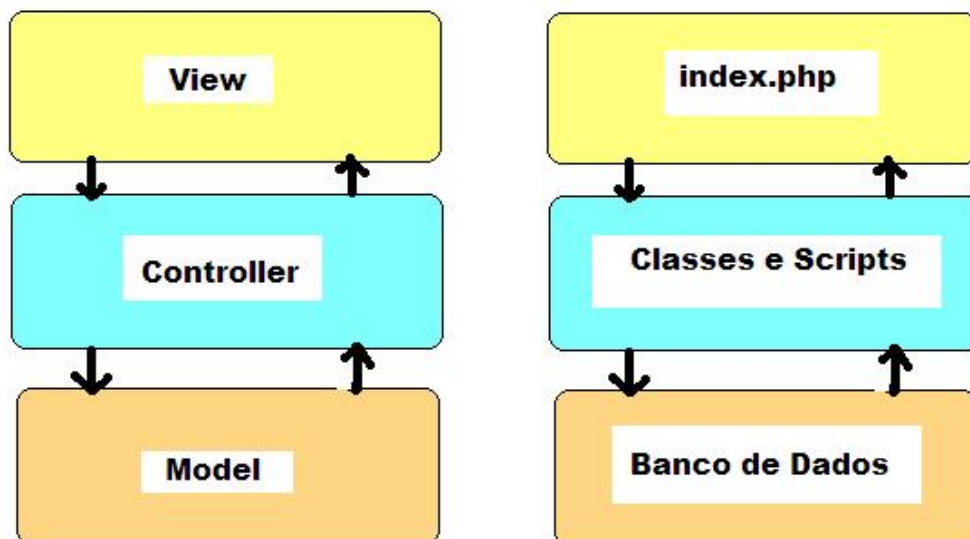 View
index.php
Controller
Classes e Scripts
Model
Banco de Dados